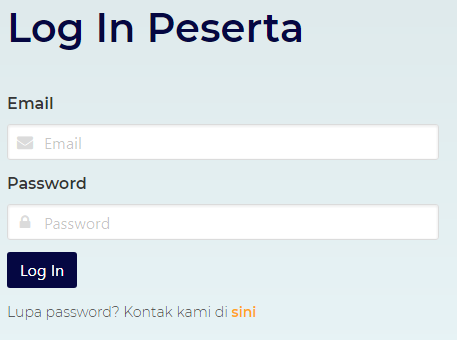 Log In Peserta
Email
Email
Password
Password
Log In
Lupa password? Kontak kami di sini